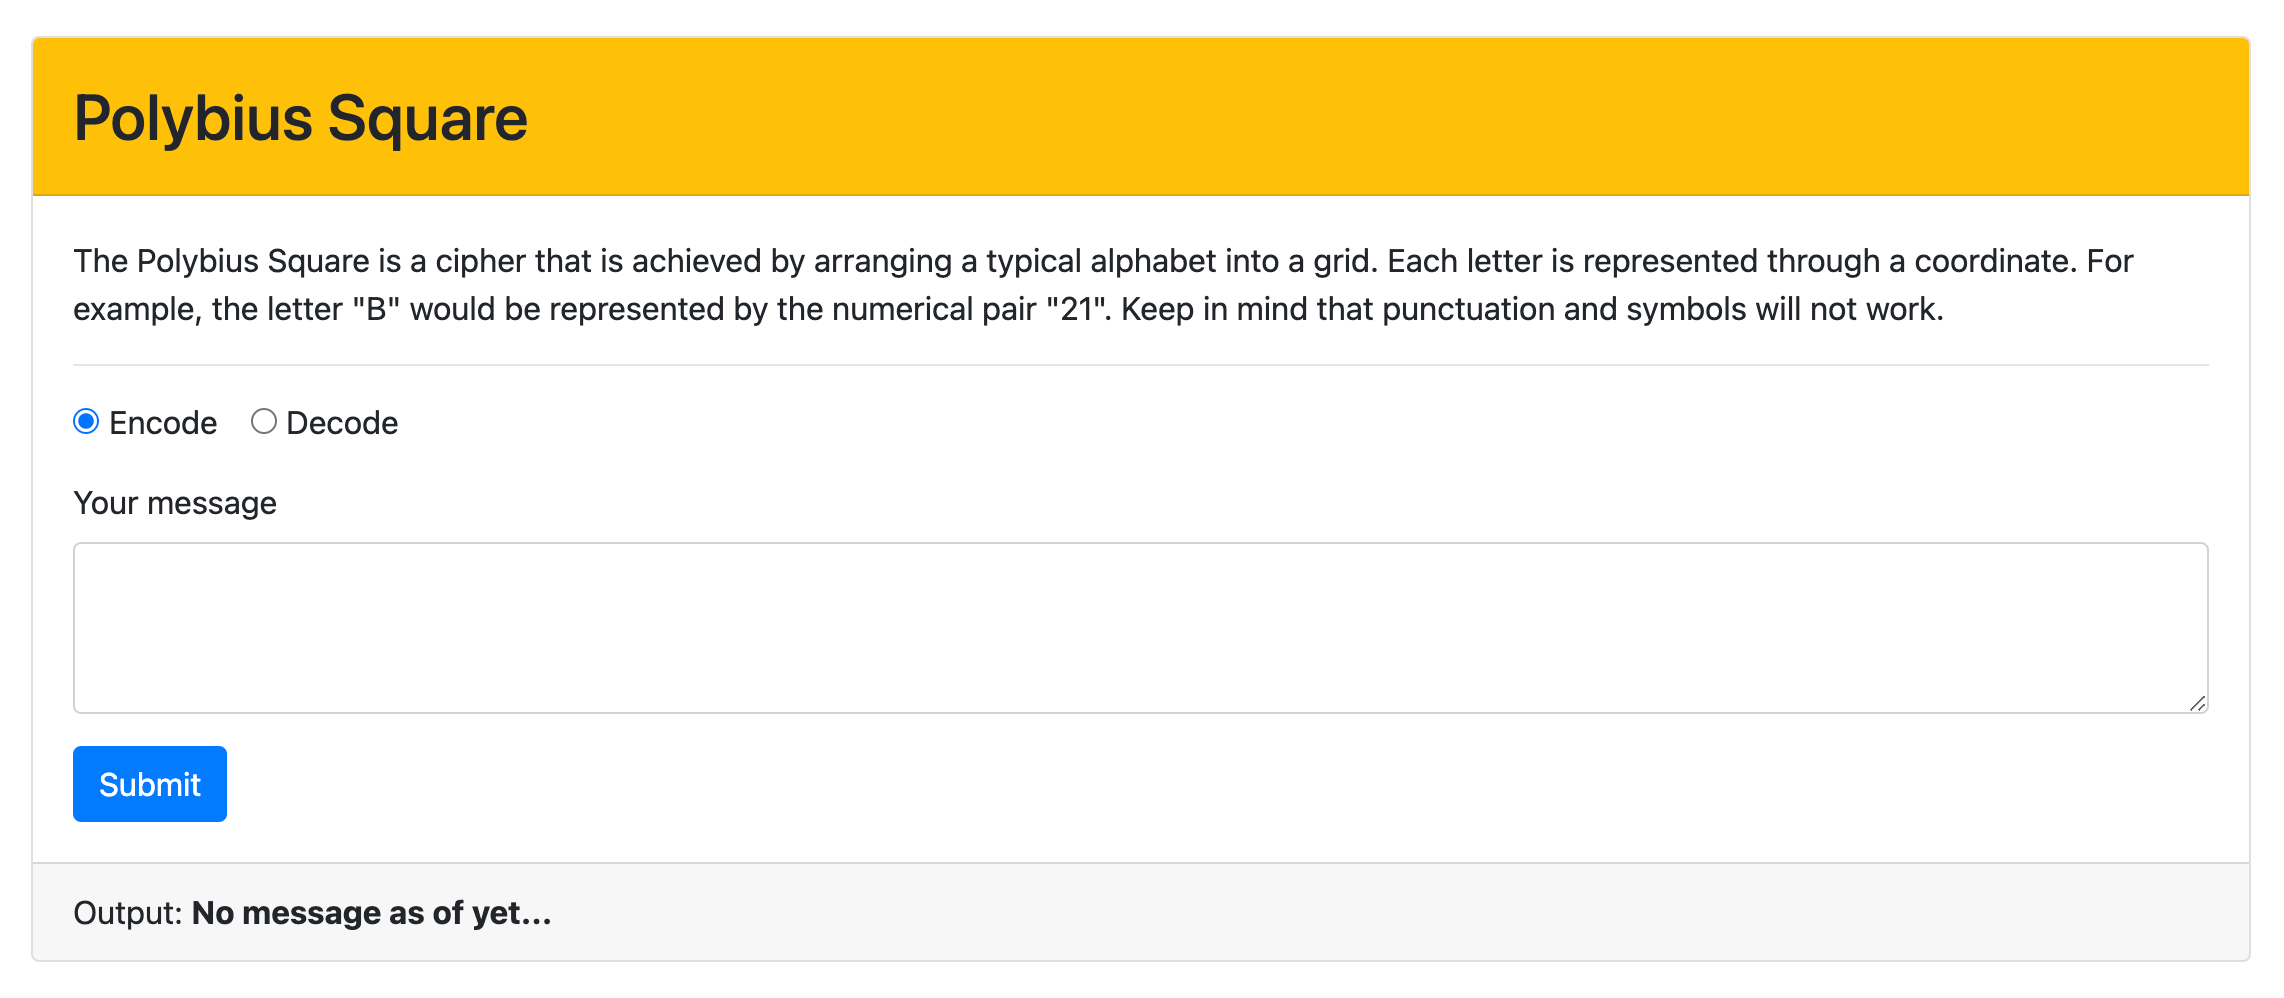 Polybius Square
The Polybius Square is a cipher that is achieved by arranging a typical alphabet into a grid. Each letter is represented through a coordinate. For
example, the letter "B" would be represented by the numerical pair "21". Keep in mind that punctuation and symbols will not work.
Encode Decode
Your message
Submit
Output: No message as of yet...